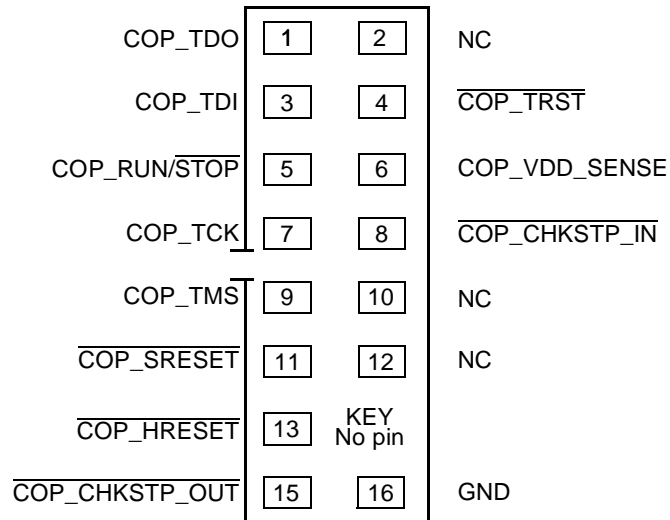 COP_TDO 1 2 NC
COP_TDI 3 4 COP_TRST
COP_RUN/STOP 5 6 COP_VDD_SENSE
COP_TCK 7 8 COP_CHKSTP_IN
COP_TMS 9 10 NC
COP_SRESET 11 12 NC
COP_HRESET 13 KEY
No pin
COP_CHKSTP_OUT 15 16 GND